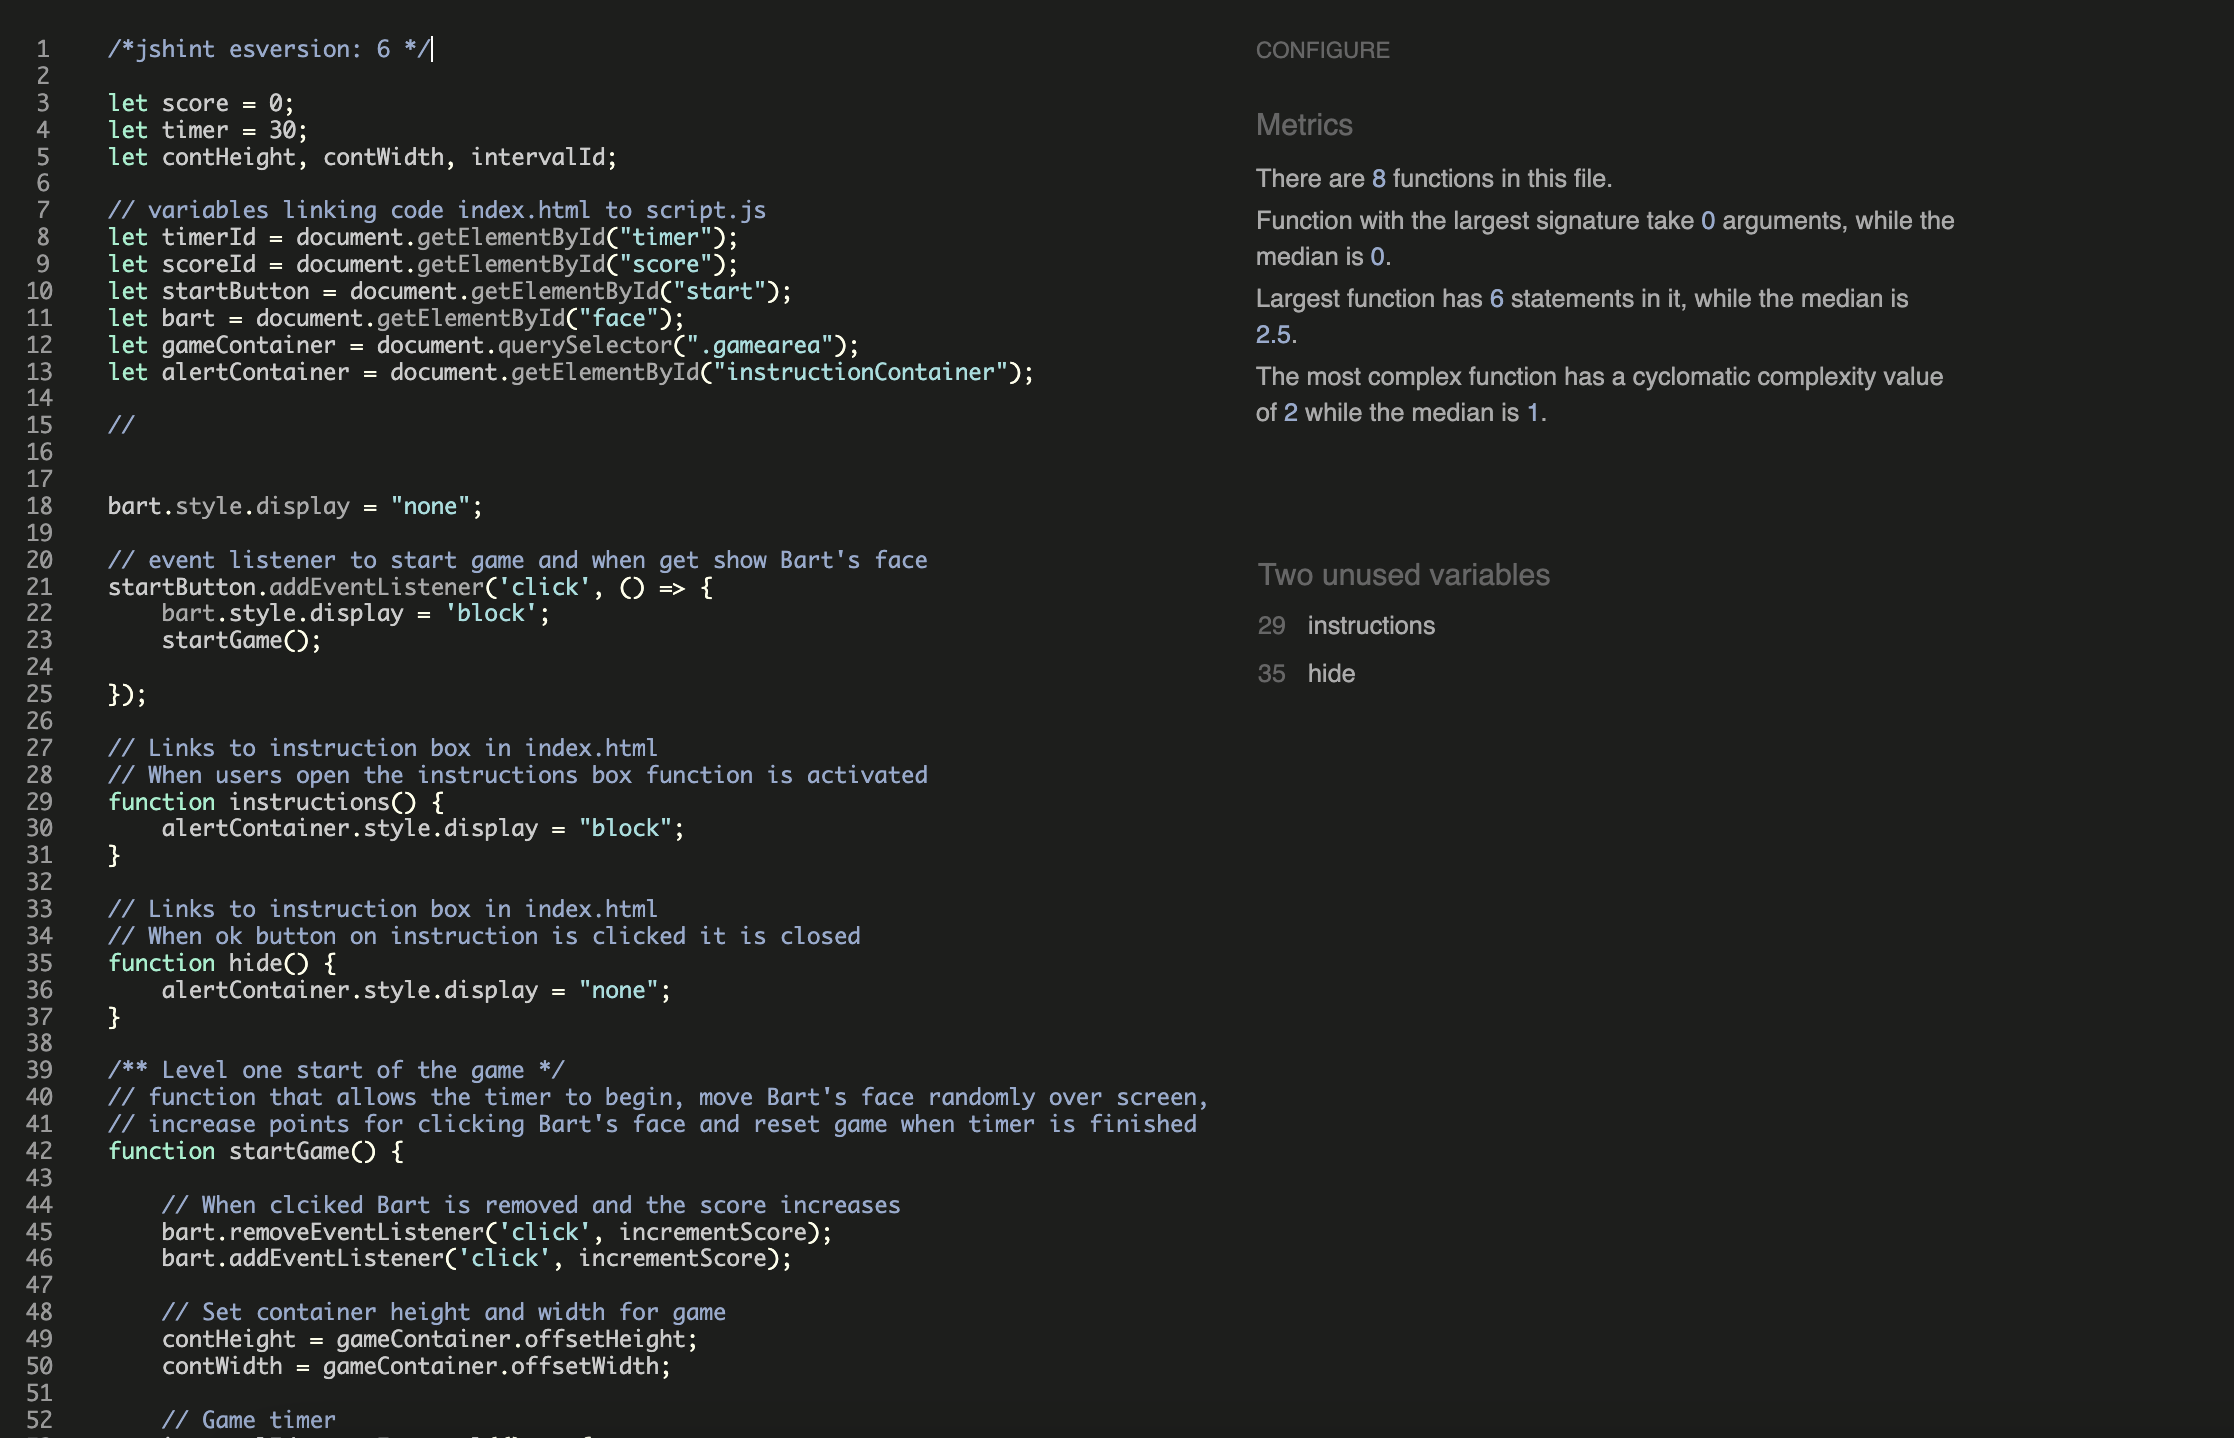 1 /*jshint esversion: 6 */
2
3 let score = 0;
4 let timer = 30;
5 let contHeight, contWidth, intervalId;
6
7 // variables linking code index.html to script.js
8 let timerId = document.getElementById("timer");
9 let scoreId = document.getElementById("score");
10 let startButton = document.getElementById("start");
11 let bart = document.getElementById("face");
12 let gameContainer = document.querySelector(".gamearea");
13 let alertContainer = document.getElementById("instructionContainer");
14
15 //
16
17
18 bart.style.display = "none";
19
20 // event listener to start game and when get show Bart's face
21 startButton.addEventListener('click', () => {
22     bart.style.display = 'block';
23     startGame();
24
25 });
26
27 // Links to instruction box in index.html
28 // When users open the instructions box function is activated
29 function instructions() {
30     alertContainer.style.display = "block";
31 }
32
33 // Links to instruction box in index.html
34 // When ok button on instruction is clicked it is closed
35 function hide() {
36     alertContainer.style.display = "none";
37 }
38
39 /** Level one start of the game */
40 // function that allows the timer to begin, move Bart's face randomly over screen,
41 // increase points for clicking Bart's face and reset game when timer is finished
42 function startGame() {
43
44     // When clciked Bart is removed and the score increases
45     bart.removeEventListener('click', incrementScore);
46     bart.addEventListener('click', incrementScore);
47
48     // Set container height and width for game
49     contHeight = gameContainer.offsetHeight;
50     contWidth = gameContainer.offsetWidth;
51
52     // Game timer
CONFIGURE
Metrics
There are 8 functions in this file.
Function with the largest signature take 0 arguments, while the
median is 0.
Largest function has 6 statements in it, while the median is
2.5.
The most complex function has a cyclomatic complexity value
of 2 while the median is 1.
Two unused variables
29 instructions
35 hide